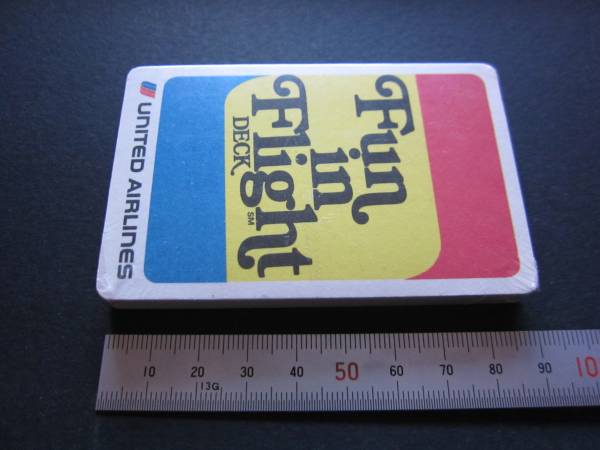 Fun
in
Flight
SM
DECK
UNITED AIRLINES
10 20 30 40 50 60 70 80 90 10
13G